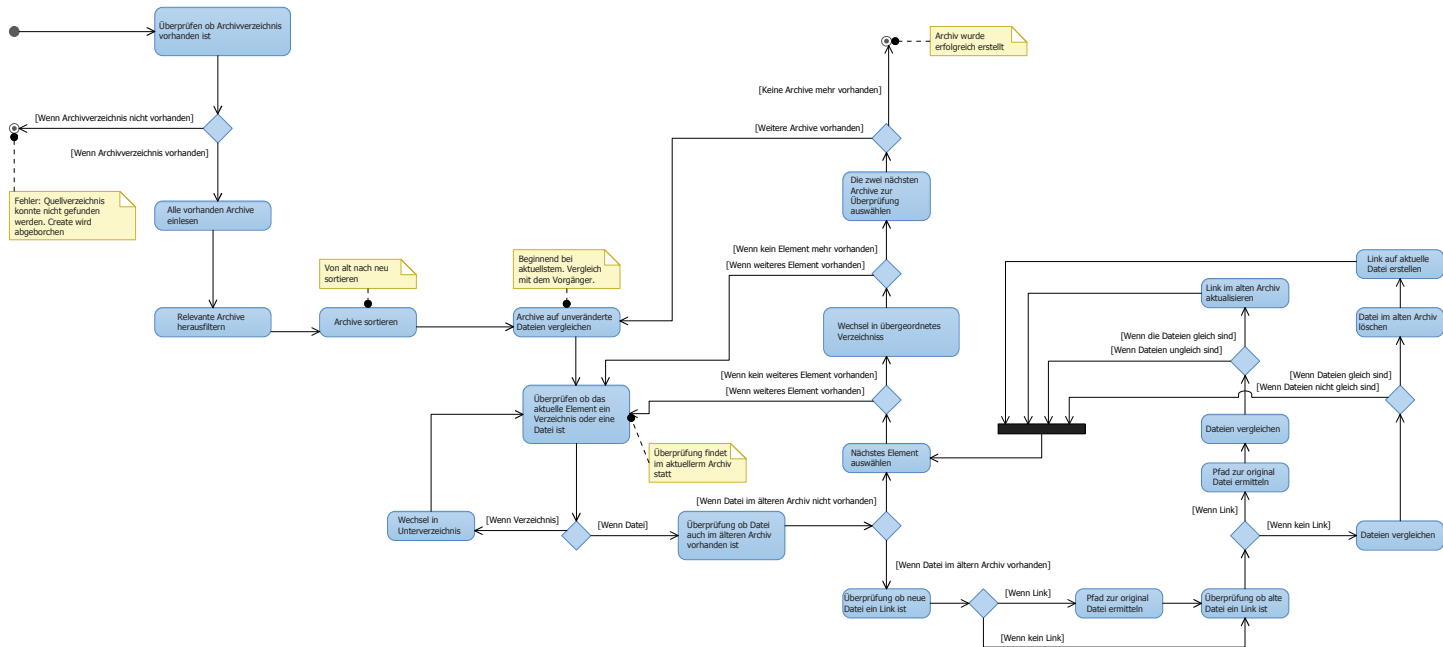 Überprüfen ob Archivverzeichnis
vorhanden ist
[Wenn Archivverzeichnis nicht vorhanden]
[Wenn Archivverzeichnis vorhanden]
Fehler: Quellverzeichnis
konnte nicht gefunden
werden. Create wird
abgeborchen
Alle vorhanden Archive
einlesen
Relevante Archive
herausfiltern
Von alt nach neu
sortieren
Archive sortieren
Beginnend bei
aktuellstem. Vergleich
mit dem Vorgänger.
Archive auf unveränderte
Dateien vergleichen
Überprüfen ob das
aktuelle Element ein
Verzeichnis oder eine
Datei ist
Überprüfung findet
im aktuellerm Archiv
statt
[Wenn Verzeichnis]
Wechsel in
Unterverzeichnis
[Wenn Datei]
Überprüfung ob Datei
auch im älteren Archiv
vorhanden ist
[Wenn Datei im älteren Archiv nicht vorhanden]
[Wenn Datei im ältern Archiv vorhanden]
Nächstes Element
auswählen
[Wenn kein weiteres Element vorhanden]
[Wenn weiteres Element vorhanden]
Wechsel in übergeordnetes
Verzeichniss
[Wenn kein Element mehr vorhanden]
[Wenn weiteres Element vorhanden]
Die zwei nächsten
Archive zur
Überprüfung
auswählen
[Weitere Archive vorhanden]
[Keine Archive mehr vorhanden]
Archiv wurde
erfolgreich erstellt
Überprüfung ob neue
Datei ein Link ist
[Wenn Link]
[Wenn kein Link]
Pfad zur original
Datei ermitteln
Überprüfung ob alte
Datei ein Link ist
[Wenn Link]
[Wenn kein Link]
Pfad zur original
Datei ermitteln
Dateien vergleichen
[Wenn die Dateien gleich sind]
[Wenn Dateien ungleich sind]
Link im alten Archiv
aktualisieren
Dateien vergleichen
[Wenn Dateien gleich sind]
[Wenn Dateien nicht gleich sind]
Datei im alten Archiv
löschen
Link auf aktuelle
Datei erstellen